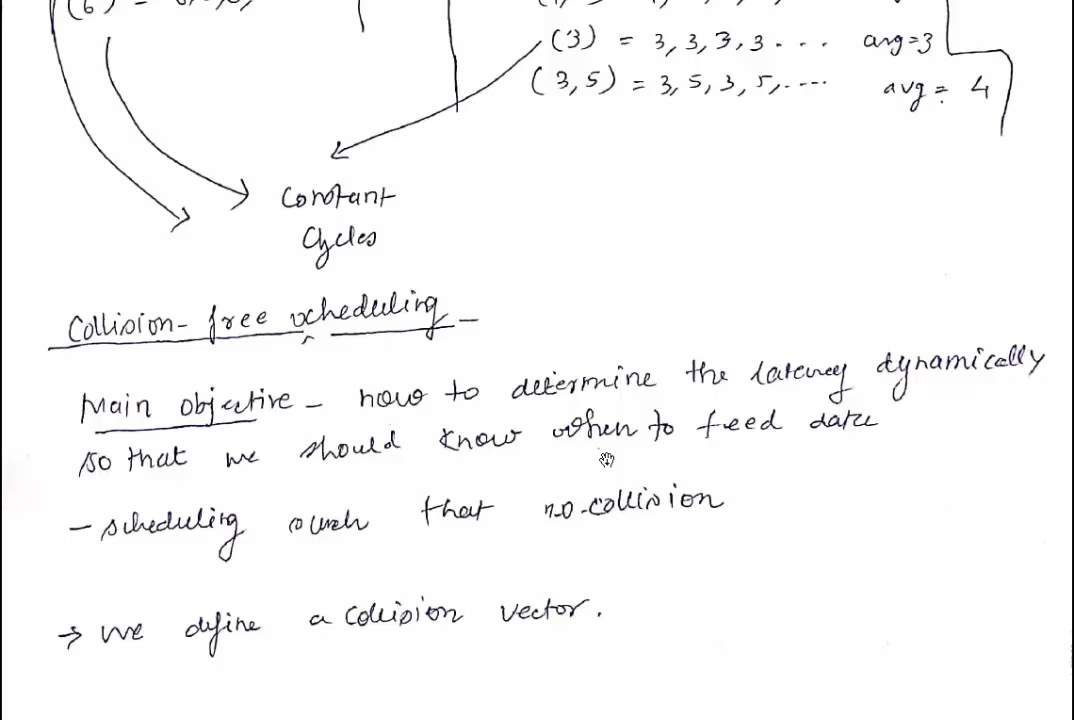 (6) =
(3) = 3, 3, 3, 3 . . . avg=3
(3,5) = 3, 5, 3, 5, .... avg = 4
Constant
Cycles
Collision-free scheduling -
Main objective - how to determine the latency dynamically
so that we should know when to feed data
- scheduling such that no-collision
→ We define a collision vector.